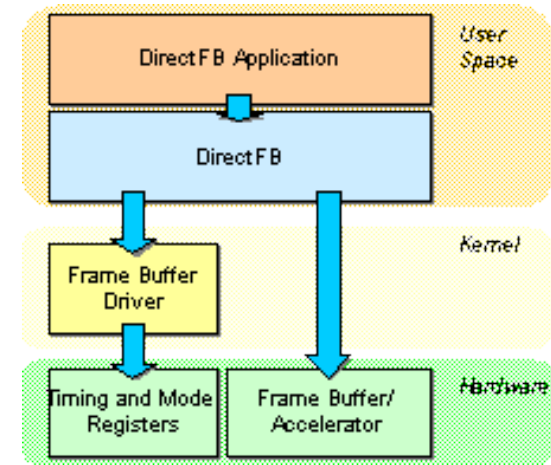 DirectFB Application
User
Space
DirectFB
Kernel
Frame Buffer
Driver
Timing and Mode
Registers
Frame Buffer/
Accelerator
Hardware